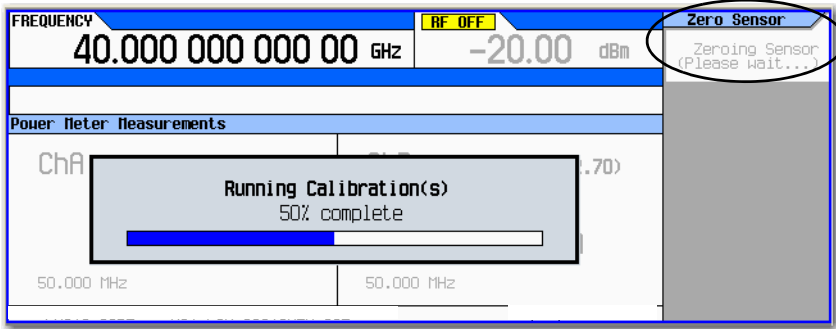 FREQUENCY
40.000 000 000 00 GHz
RF OFF
-20.00 dBm
Zero Sensor
Zeroing Sensor
(Please wait...)
Power Meter Measurements
ChA
.70)
Running Calibration(s)
50% complete
50.000 MHz
50.000 MHz